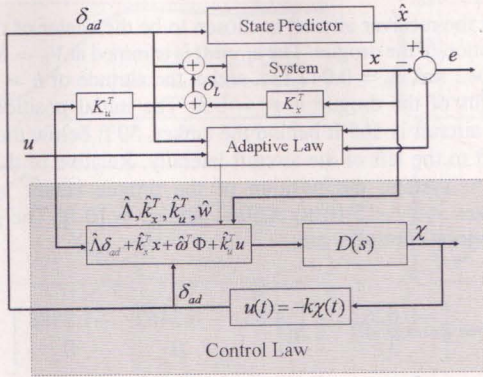 δ_ad
State Predictor
x̂
+
+
+
System
x
−
e
δ_L
+
+
K_u^T
K_x^T
Adaptive Law
u
Λ̂, k̂_x^T, k̂_u^T, ŵ
Λ̂δ_ad + k̂_x^T x + ω̂^T Φ + k̂_u^T u
D(s)
χ
δ_ad
u(t) = −kχ(t)
Control Law